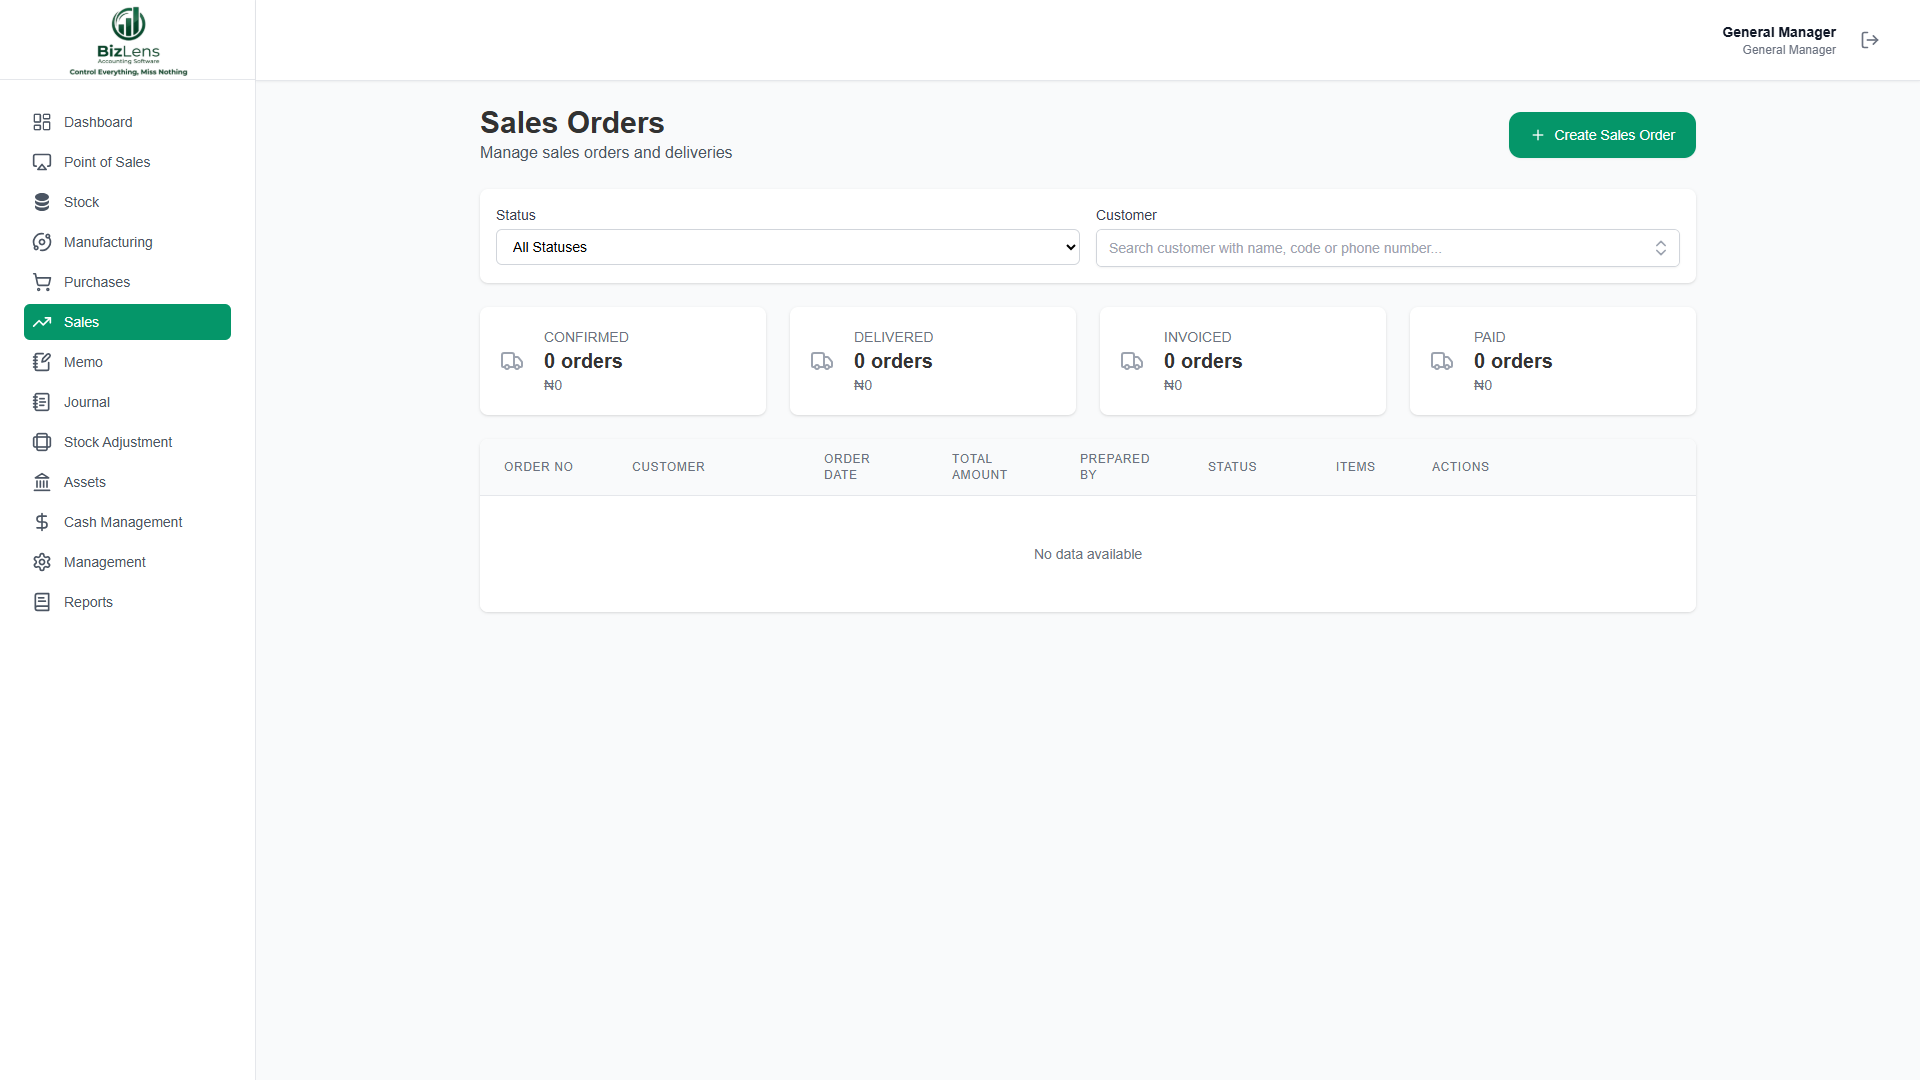 BizLens
Accounting Software
Control Everything, Miss Nothing
General Manager
General Manager
Dashboard
Point of Sales
Stock
Manufacturing
Purchases
Sales
Memo
Journal
Stock Adjustment
Assets
Cash Management
Management
Reports
Sales Orders
Manage sales orders and deliveries
+ Create Sales Order
Status
All Statuses
Customer
Search customer with name, code or phone number...
CONFIRMED
0 orders
₦0
DELIVERED
0 orders
₦0
INVOICED
0 orders
₦0
PAID
0 orders
₦0
ORDER NO
CUSTOMER
ORDER
DATE
TOTAL
AMOUNT
PREPARED
BY
STATUS
ITEMS
ACTIONS
No data available